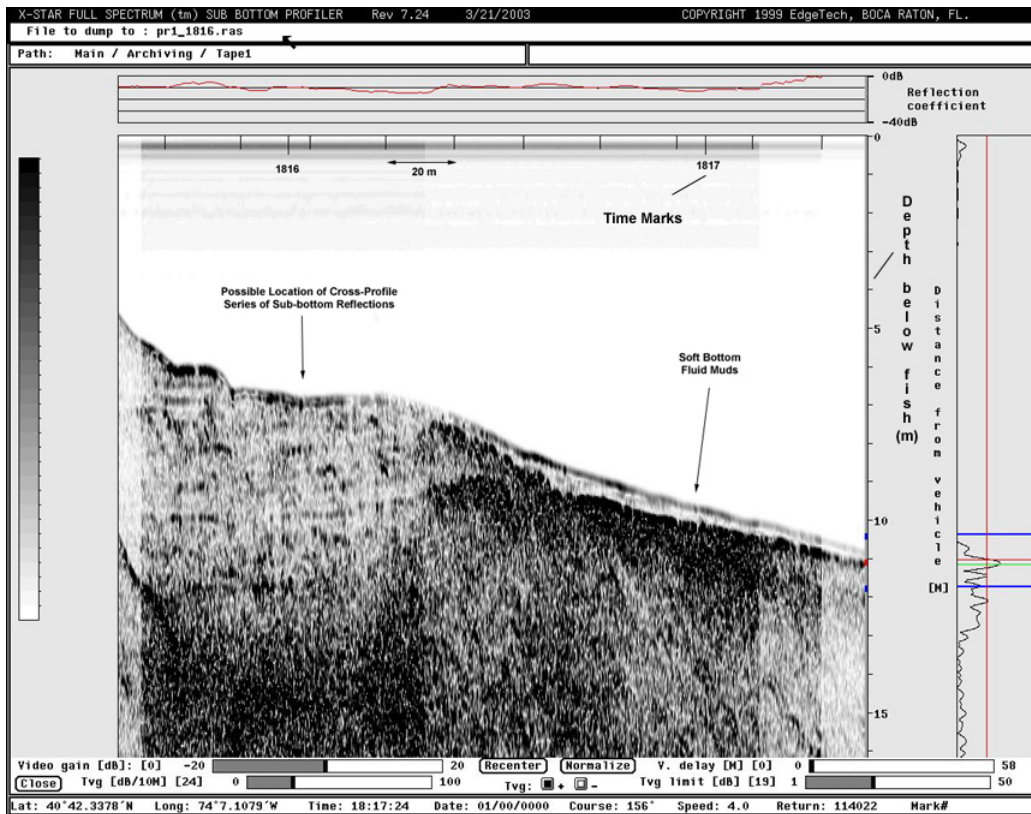 X-STAR FULL SPECTRUM (tm) SUB BOTTOM PROFILER Rev 7.24 3/21/2003 COPYRIGHT 1999 EdgeTech, BOCA RATON, FL.
File to dump to : pr1_1816.ras
Path: Main / Archiving / Tape1
0dB
Reflection
coefficient
-40dB
0
1816
20 m
1817
Time Marks
Depth below fish (m)
Distance from vehicle [M]
Possible Location of Cross-Profile
Series of Sub-bottom Reflections
5
Soft Bottom
Fluid Muds
10
15
Video gain [dB]: [0] -20 20 Recenter Normalize V. delay [M] [0] 0 58
Close Tvg [dB/10M] [24] 0 100 Tvg: + - Tvg limit [dB] [19] 1 50
Lat: 40°42.3378'N Long: 74°7.1079'W Time: 18:17:24 Date: 01/00/0000 Course: 156° Speed: 4.0 Return: 114022 Mark#